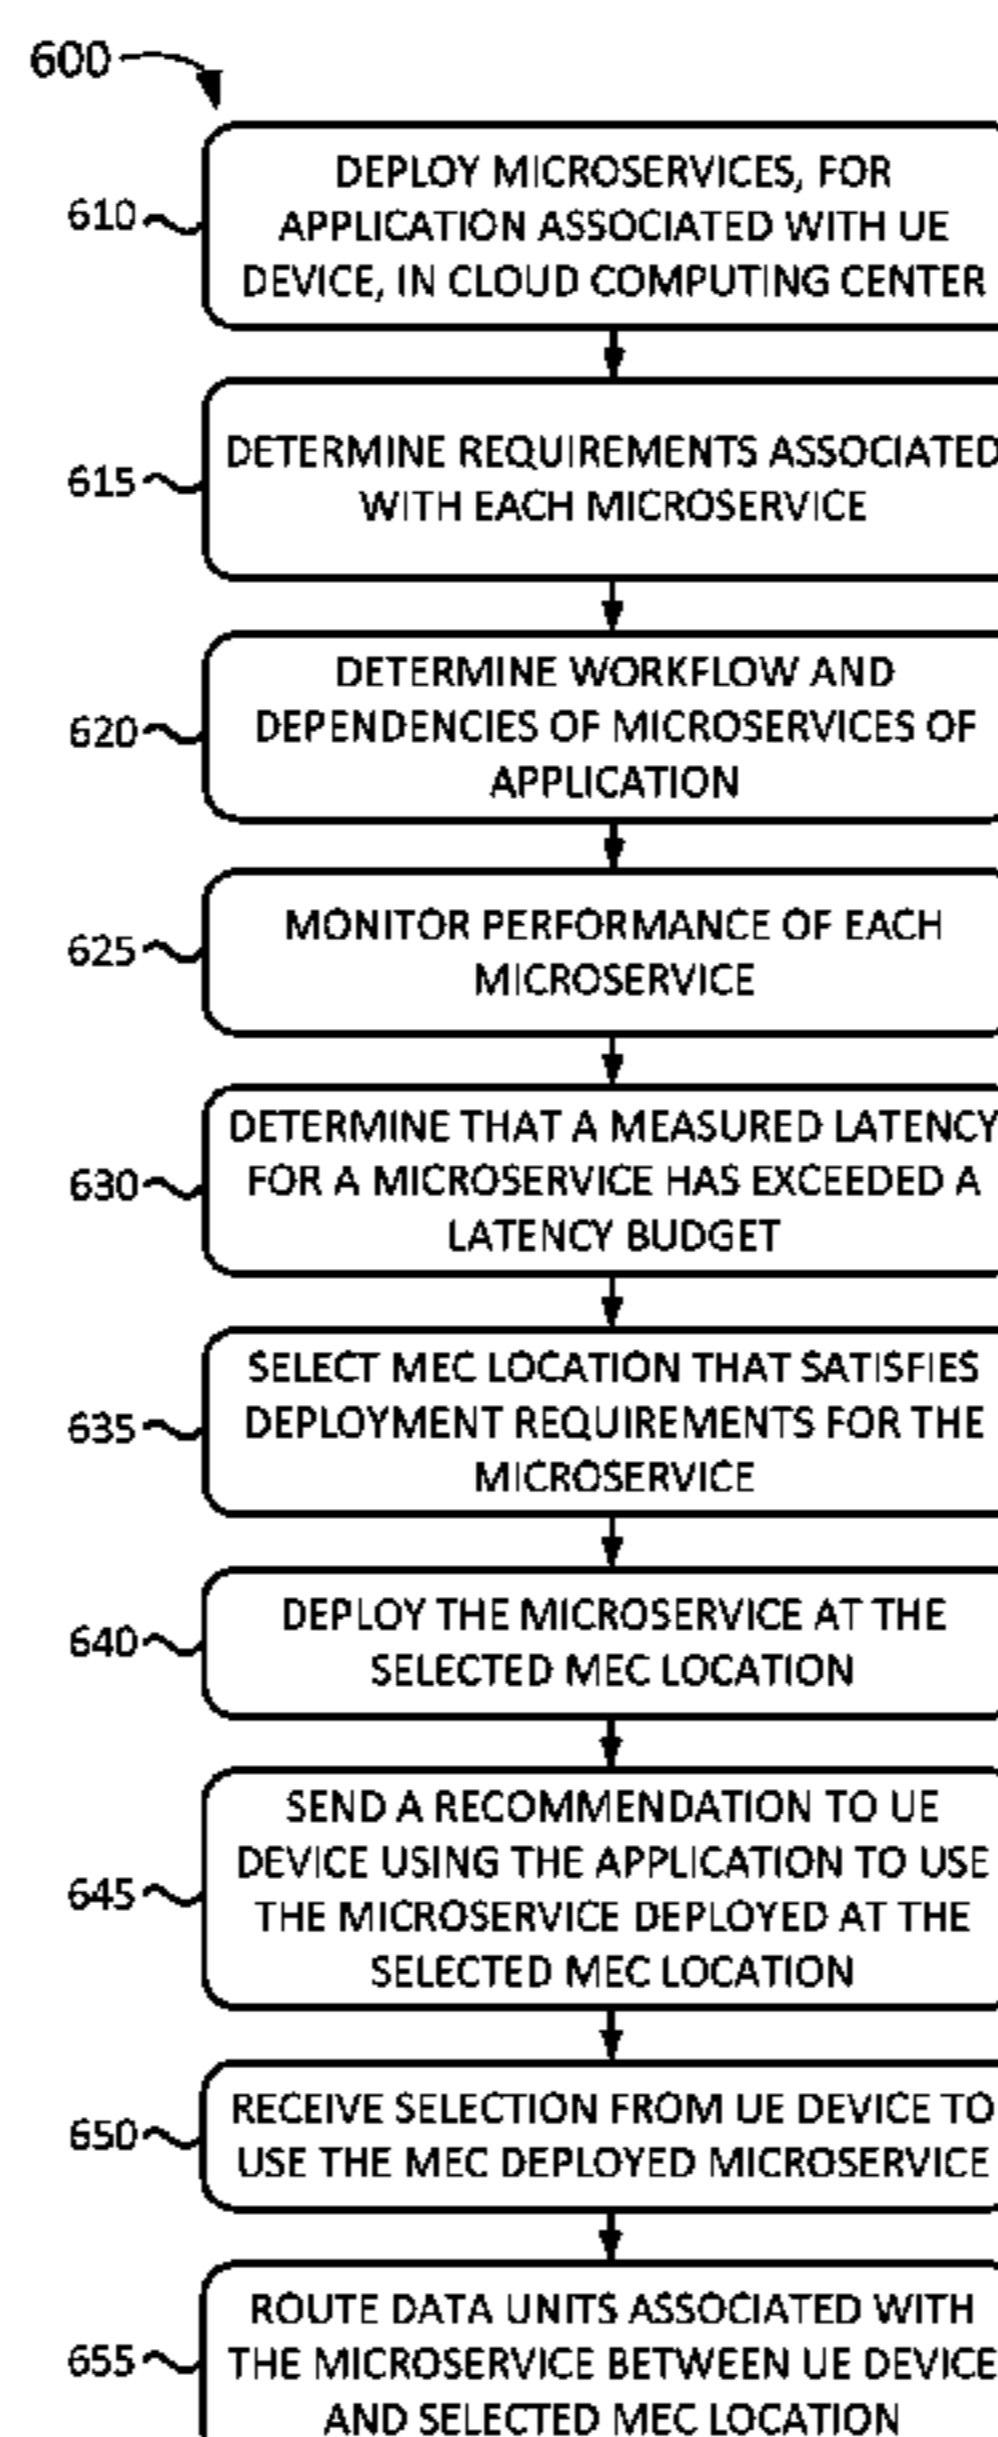 600
610
DEPLOY MICROSERVICES, FOR
APPLICATION ASSOCIATED WITH UE
DEVICE, IN CLOUD COMPUTING CENTER
615
DETERMINE REQUIREMENTS ASSOCIATED
WITH EACH MICROSERVICE
620
DETERMINE WORKFLOW AND
DEPENDENCIES OF MICROSERVICES OF
APPLICATION
625
MONITOR PERFORMANCE OF EACH
MICROSERVICE
630
DETERMINE THAT A MEASURED LATENCY
FOR A MICROSERVICE HAS EXCEEDED A
LATENCY BUDGET
635
SELECT MEC LOCATION THAT SATISFIES
DEPLOYMENT REQUIREMENTS FOR THE
MICROSERVICE
640
DEPLOY THE MICROSERVICE AT THE
SELECTED MEC LOCATION
645
SEND A RECOMMENDATION TO UE
DEVICE USING THE APPLICATION TO USE
THE MICROSERVICE DEPLOYED AT THE
SELECTED MEC LOCATION
650
RECEIVE SELECTION FROM UE DEVICE TO
USE THE MEC DEPLOYED MICROSERVICE
655
ROUTE DATA UNITS ASSOCIATED WITH
THE MICROSERVICE BETWEEN UE DEVICE
AND SELECTED MEC LOCATION